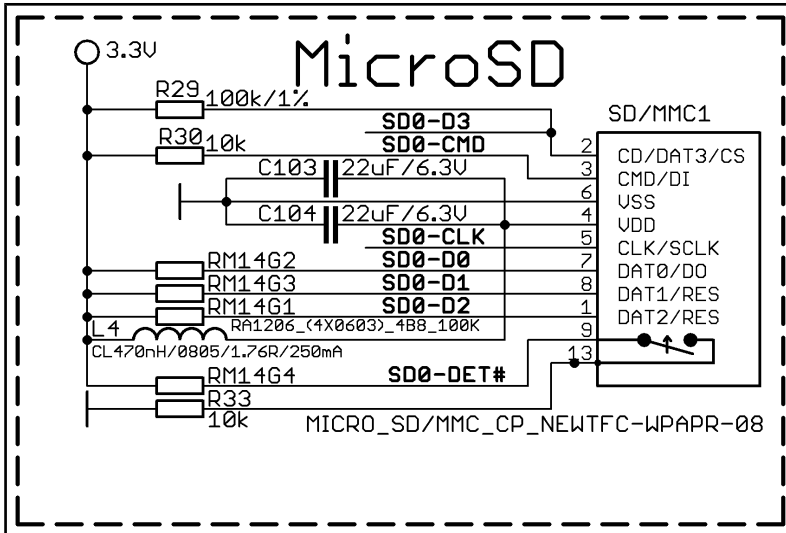 3.3V
MicroSD
R29
100k/1%
SD/MMC1
SD0-D3
R30
10k
SD0-CMD
2
CD/DAT3/CS
C103
22uF/6.3V
3
CMD/DI
6
VSS
C104
22uF/6.3V
4
VDD
SD0-CLK
5
CLK/SCLK
RM14G2
SD0-D0
7
DAT0/DO
RM14G3
SD0-D1
8
DAT1/RES
RM14G1
SD0-D2
1
DAT2/RES
L4
RA1206_(4X0603)_4B8_100K
9
CL470nH/0805/1.76R/250mA
13
RM14G4
SD0-DET#
R33
10k
MICRO_SD/MMC_CP_NEWTFC-WPAPR-08